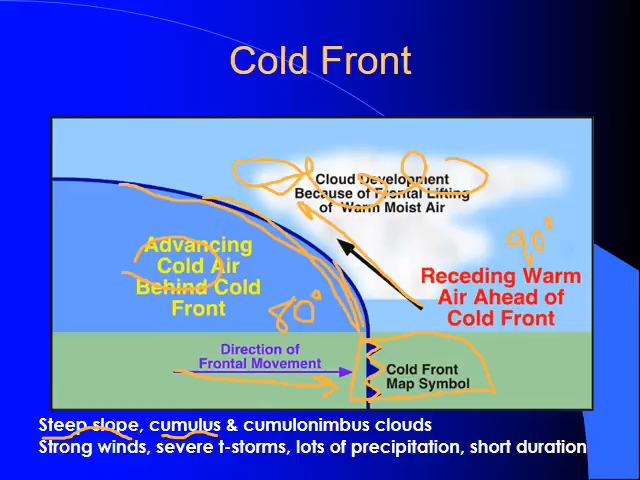 Cold Front
Cloud Development
Because of Frontal Lifting
of Warm Moist Air
90°
Advancing
Cold Air
Behind Cold
Front
80°
Receding Warm
Air Ahead of
Cold Front
Direction of
Frontal Movement
Cold Front
Map Symbol
Steep slope, cumulus & cumulonimbus clouds
Strong winds, severe t-storms, lots of precipitation, short duration